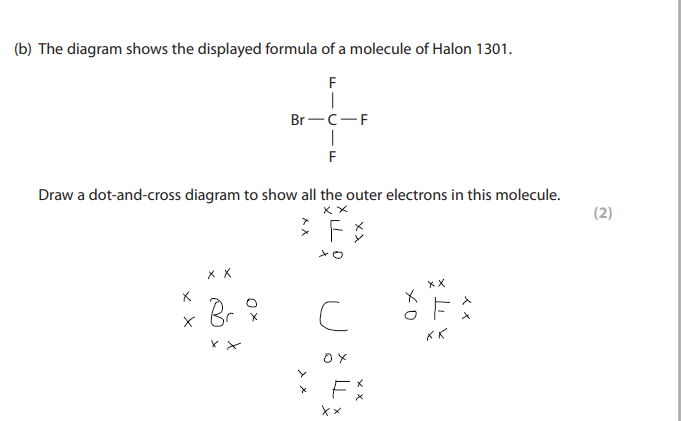 (b) The diagram shows the displayed formula of a molecule of Halon 1301.
F
|
Br — C — F
|
F
Draw a dot-and-cross diagram to show all the outer electrons in this molecule.
(2)
x x
x x F x x
x o
x x
x x
x x Br o x
C
x o F x x
x x
x x
o x
x x F x x
x x